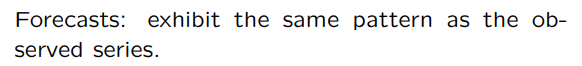 Forecasts: exhibit the same pattern as the ob-
served series.